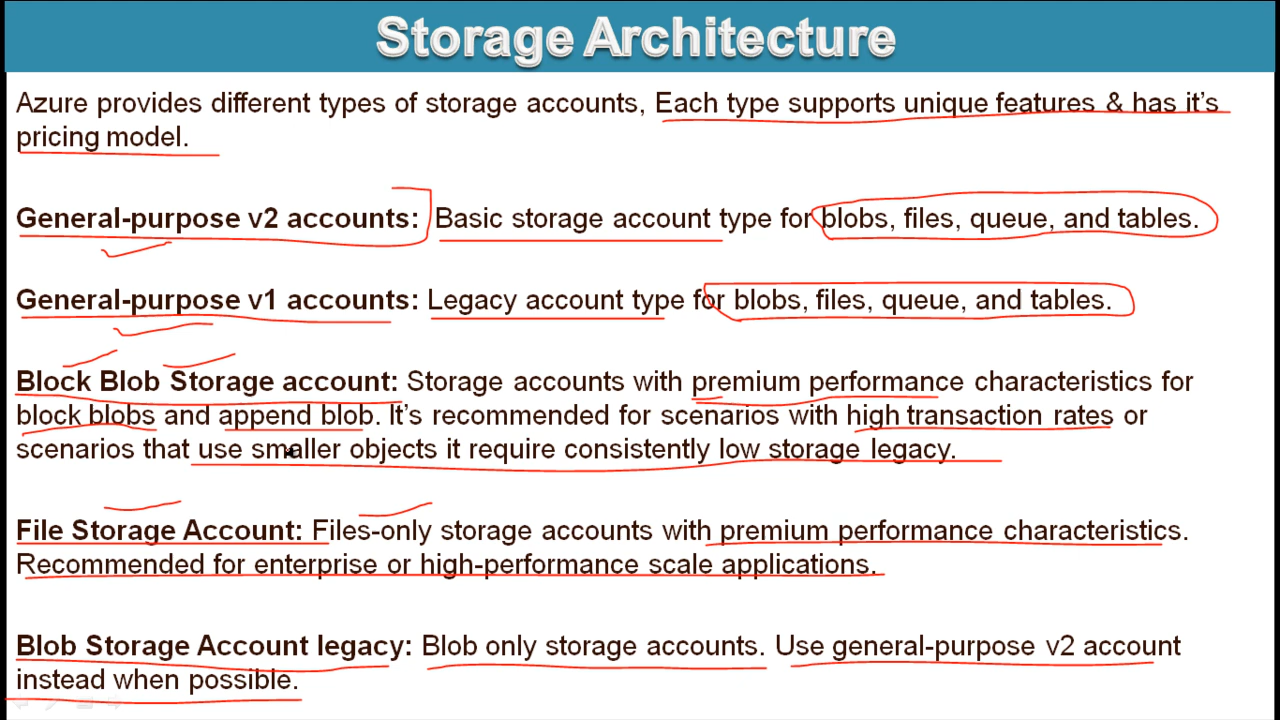 Storage Architecture
Azure provides different types of storage accounts, Each type supports unique features & has it's
pricing model.
General-purpose v2 accounts: Basic storage account type for blobs, files, queue, and tables.
General-purpose v1 accounts: Legacy account type for blobs, files, queue, and tables.
Block Blob Storage account: Storage accounts with premium performance characteristics for
block blobs and append blob. It's recommended for scenarios with high transaction rates or
scenarios that use smaller objects it require consistently low storage legacy.
File Storage Account: Files-only storage accounts with premium performance characteristics.
Recommended for enterprise or high-performance scale applications.
Blob Storage Account legacy: Blob only storage accounts. Use general-purpose v2 account
instead when possible.